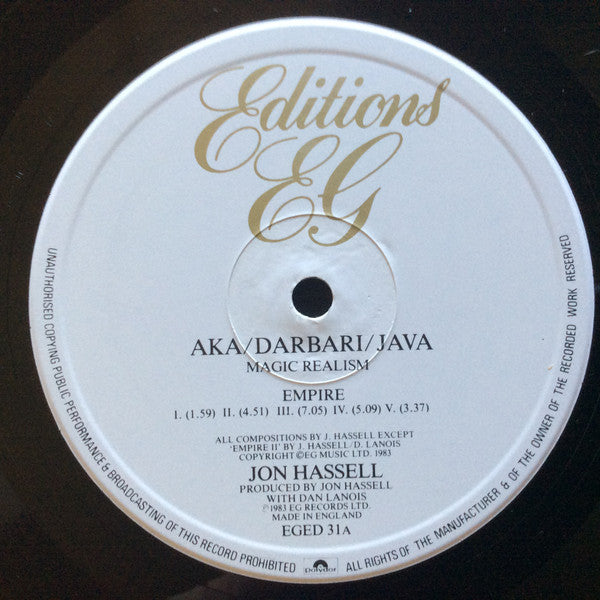 Editions
EG
AKA/DARBARI/JAVA
MAGIC REALISM
EMPIRE
I. (1.59) II. (4.51) III. (7.05) IV. (5.09) V. (3.37)
ALL COMPOSITIONS BY J. HASSELL EXCEPT
'EMPIRE II' BY J. HASSELL/D. LANOIS
COPYRIGHT ©EG MUSIC LTD. 1983
JON HASSELL
PRODUCED BY JON HASSELL
WITH DAN LANOIS
℗1983 EG RECORDS LTD.
MADE IN ENGLAND
EGED 31A
UNAUTHORISED COPYING PUBLIC PERFORMANCE & BROADCASTING OF THIS RECORD PROHIBITED
polydor
ALL RIGHTS OF THE MANUFACTURER & OF THE OWNER OF THE RECORDED WORK RESERVED